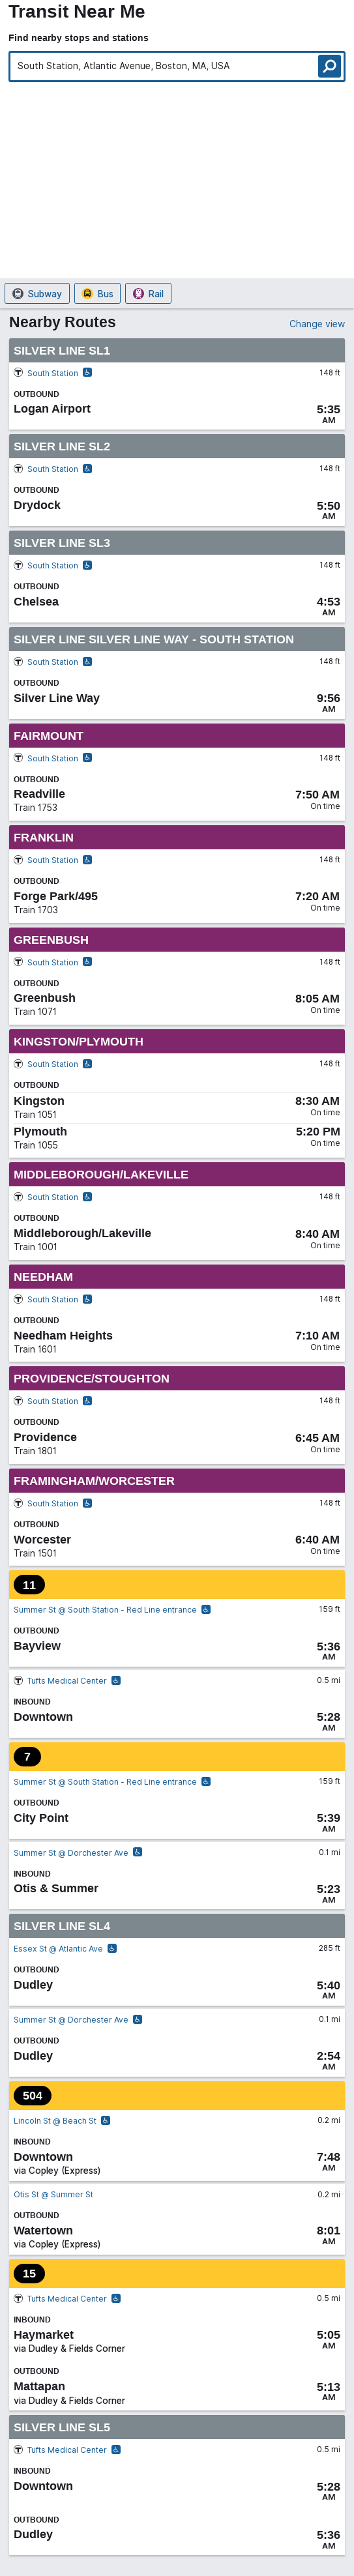 Transit Near Me
Find nearby stops and stations
South Station, Atlantic Avenue, Boston, MA, USA
Subway Bus Rail
Nearby Routes Change view
SILVER LINE SL1
South Station 148 ft
OUTBOUND
Logan Airport 5:35
AM
SILVER LINE SL2
South Station 148 ft
OUTBOUND
Drydock 5:50
AM
SILVER LINE SL3
South Station 148 ft
OUTBOUND
Chelsea 4:53
AM
SILVER LINE SILVER LINE WAY - SOUTH STATION
South Station 148 ft
OUTBOUND
Silver Line Way 9:56
AM
FAIRMOUNT
South Station 148 ft
OUTBOUND
Readville 7:50 AM
Train 1753 On time
FRANKLIN
South Station 148 ft
OUTBOUND
Forge Park/495 7:20 AM
Train 1703 On time
GREENBUSH
South Station 148 ft
OUTBOUND
Greenbush 8:05 AM
Train 1071 On time
KINGSTON/PLYMOUTH
South Station 148 ft
OUTBOUND
Kingston 8:30 AM
Train 1051 On time
Plymouth 5:20 PM
Train 1055 On time
MIDDLEBOROUGH/LAKEVILLE
South Station 148 ft
OUTBOUND
Middleborough/Lakeville 8:40 AM
Train 1001 On time
NEEDHAM
South Station 148 ft
OUTBOUND
Needham Heights 7:10 AM
Train 1601 On time
PROVIDENCE/STOUGHTON
South Station 148 ft
OUTBOUND
Providence 6:45 AM
Train 1801 On time
FRAMINGHAM/WORCESTER
South Station 148 ft
OUTBOUND
Worcester 6:40 AM
Train 1501 On time
11
Summer St @ South Station - Red Line entrance 159 ft
OUTBOUND
Bayview 5:36
AM
Tufts Medical Center 0.5 mi
INBOUND
Downtown 5:28
AM
7
Summer St @ South Station - Red Line entrance 159 ft
OUTBOUND
City Point 5:39
AM
Summer St @ Dorchester Ave 0.1 mi
INBOUND
Otis & Summer 5:23
AM
SILVER LINE SL4
Essex St @ Atlantic Ave 285 ft
OUTBOUND
Dudley 5:40
AM
Summer St @ Dorchester Ave 0.1 mi
OUTBOUND
Dudley 2:54
AM
504
Lincoln St @ Beach St 0.2 mi
INBOUND
Downtown 7:48
via Copley (Express) AM
Otis St @ Summer St 0.2 mi
OUTBOUND
Watertown 8:01
via Copley (Express) AM
15
Tufts Medical Center 0.5 mi
INBOUND
Haymarket 5:05
via Dudley & Fields Corner AM
OUTBOUND
Mattapan 5:13
via Dudley & Fields Corner AM
SILVER LINE SL5
Tufts Medical Center 0.5 mi
INBOUND
Downtown 5:28
AM
OUTBOUND
Dudley 5:36
AM